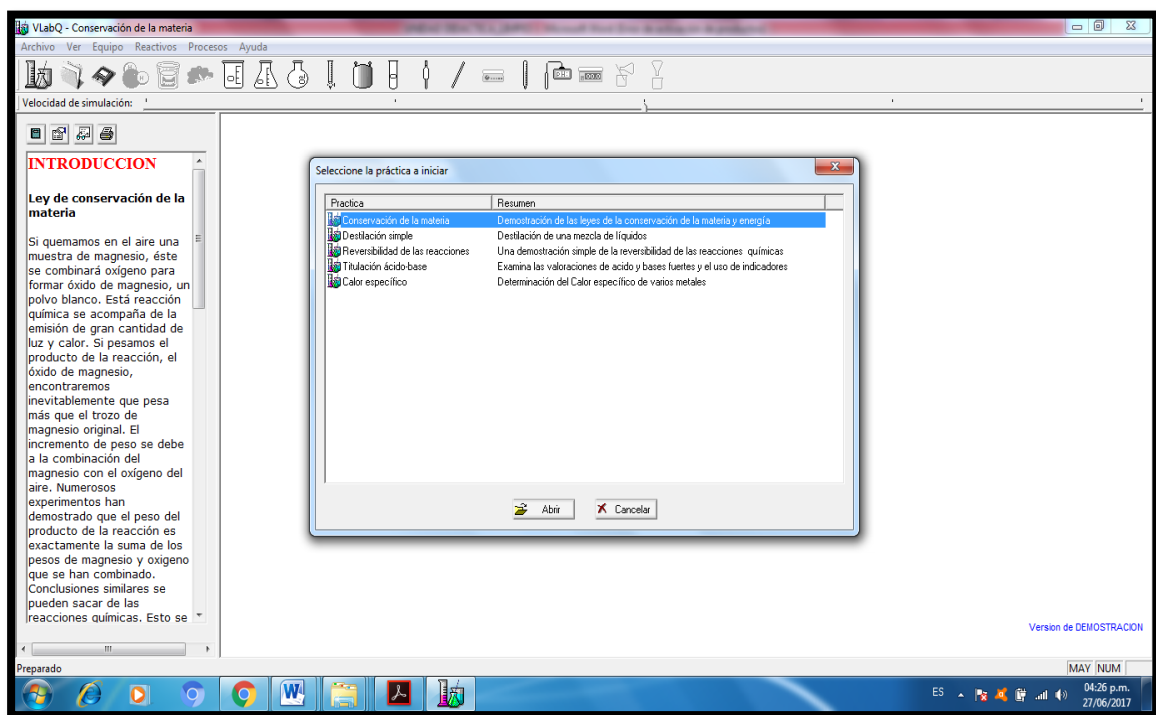 VLabQ - Conservación de la materia
Archivo Ver Equipo Reactivos Procesos Ayuda
Velocidad de simulación:
INTRODUCCION
Ley de conservación de la
materia
Si quemamos en el aire una
muestra de magnesio, éste
se combinará oxígeno para
formar óxido de magnesio, un
polvo blanco. Está reacción
química se acompaña de la
emisión de gran cantidad de
luz y calor. Si pesamos el
producto de la reacción, el
óxido de magnesio,
encontraremos
inevitablemente que pesa
más que el trozo de
magnesio original. El
incremento de peso se debe
a la combinación del
magnesio con el oxígeno del
aire. Numerosos
experimentos han
demostrado que el peso del
producto de la reacción es
exactamente la suma de los
pesos de magnesio y oxigeno
que se han combinado.
Conclusiones similares se
pueden sacar de las
reacciones químicas. Esto se
Seleccione la práctica a iniciar
Practica Resumen
Conservación de la materia Demostración de las leyes de la conservación de la materia y energía
Destilación simple Destilación de una mezcla de líquidos
Reversibilidad de las reacciones Una demostración simple de la reversibilidad de las reacciones químicas
Titulación ácido-base Examina las valoraciones de acido y bases fuertes y el uso de indicadores
Calor específico Determinación del Calor específico de varios metales
Abrir Cancelar
Version de DEMOSTRACION
Preparado MAY NUM
ES 04:26 p.m.
27/06/2017